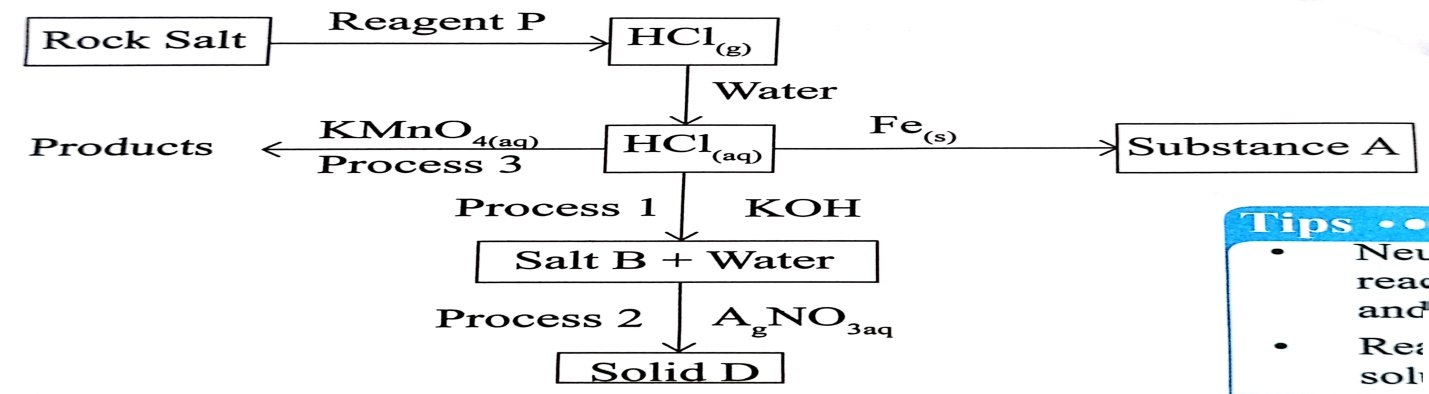 Rock Salt
Reagent P
HCl(g)
Water
Products
KMnO4(aq)
Process 3
HCl(aq)
Fe(s)
Substance A
Process 1
KOH
Salt B + Water
Process 2
AgNO3aq
Solid D
Tips